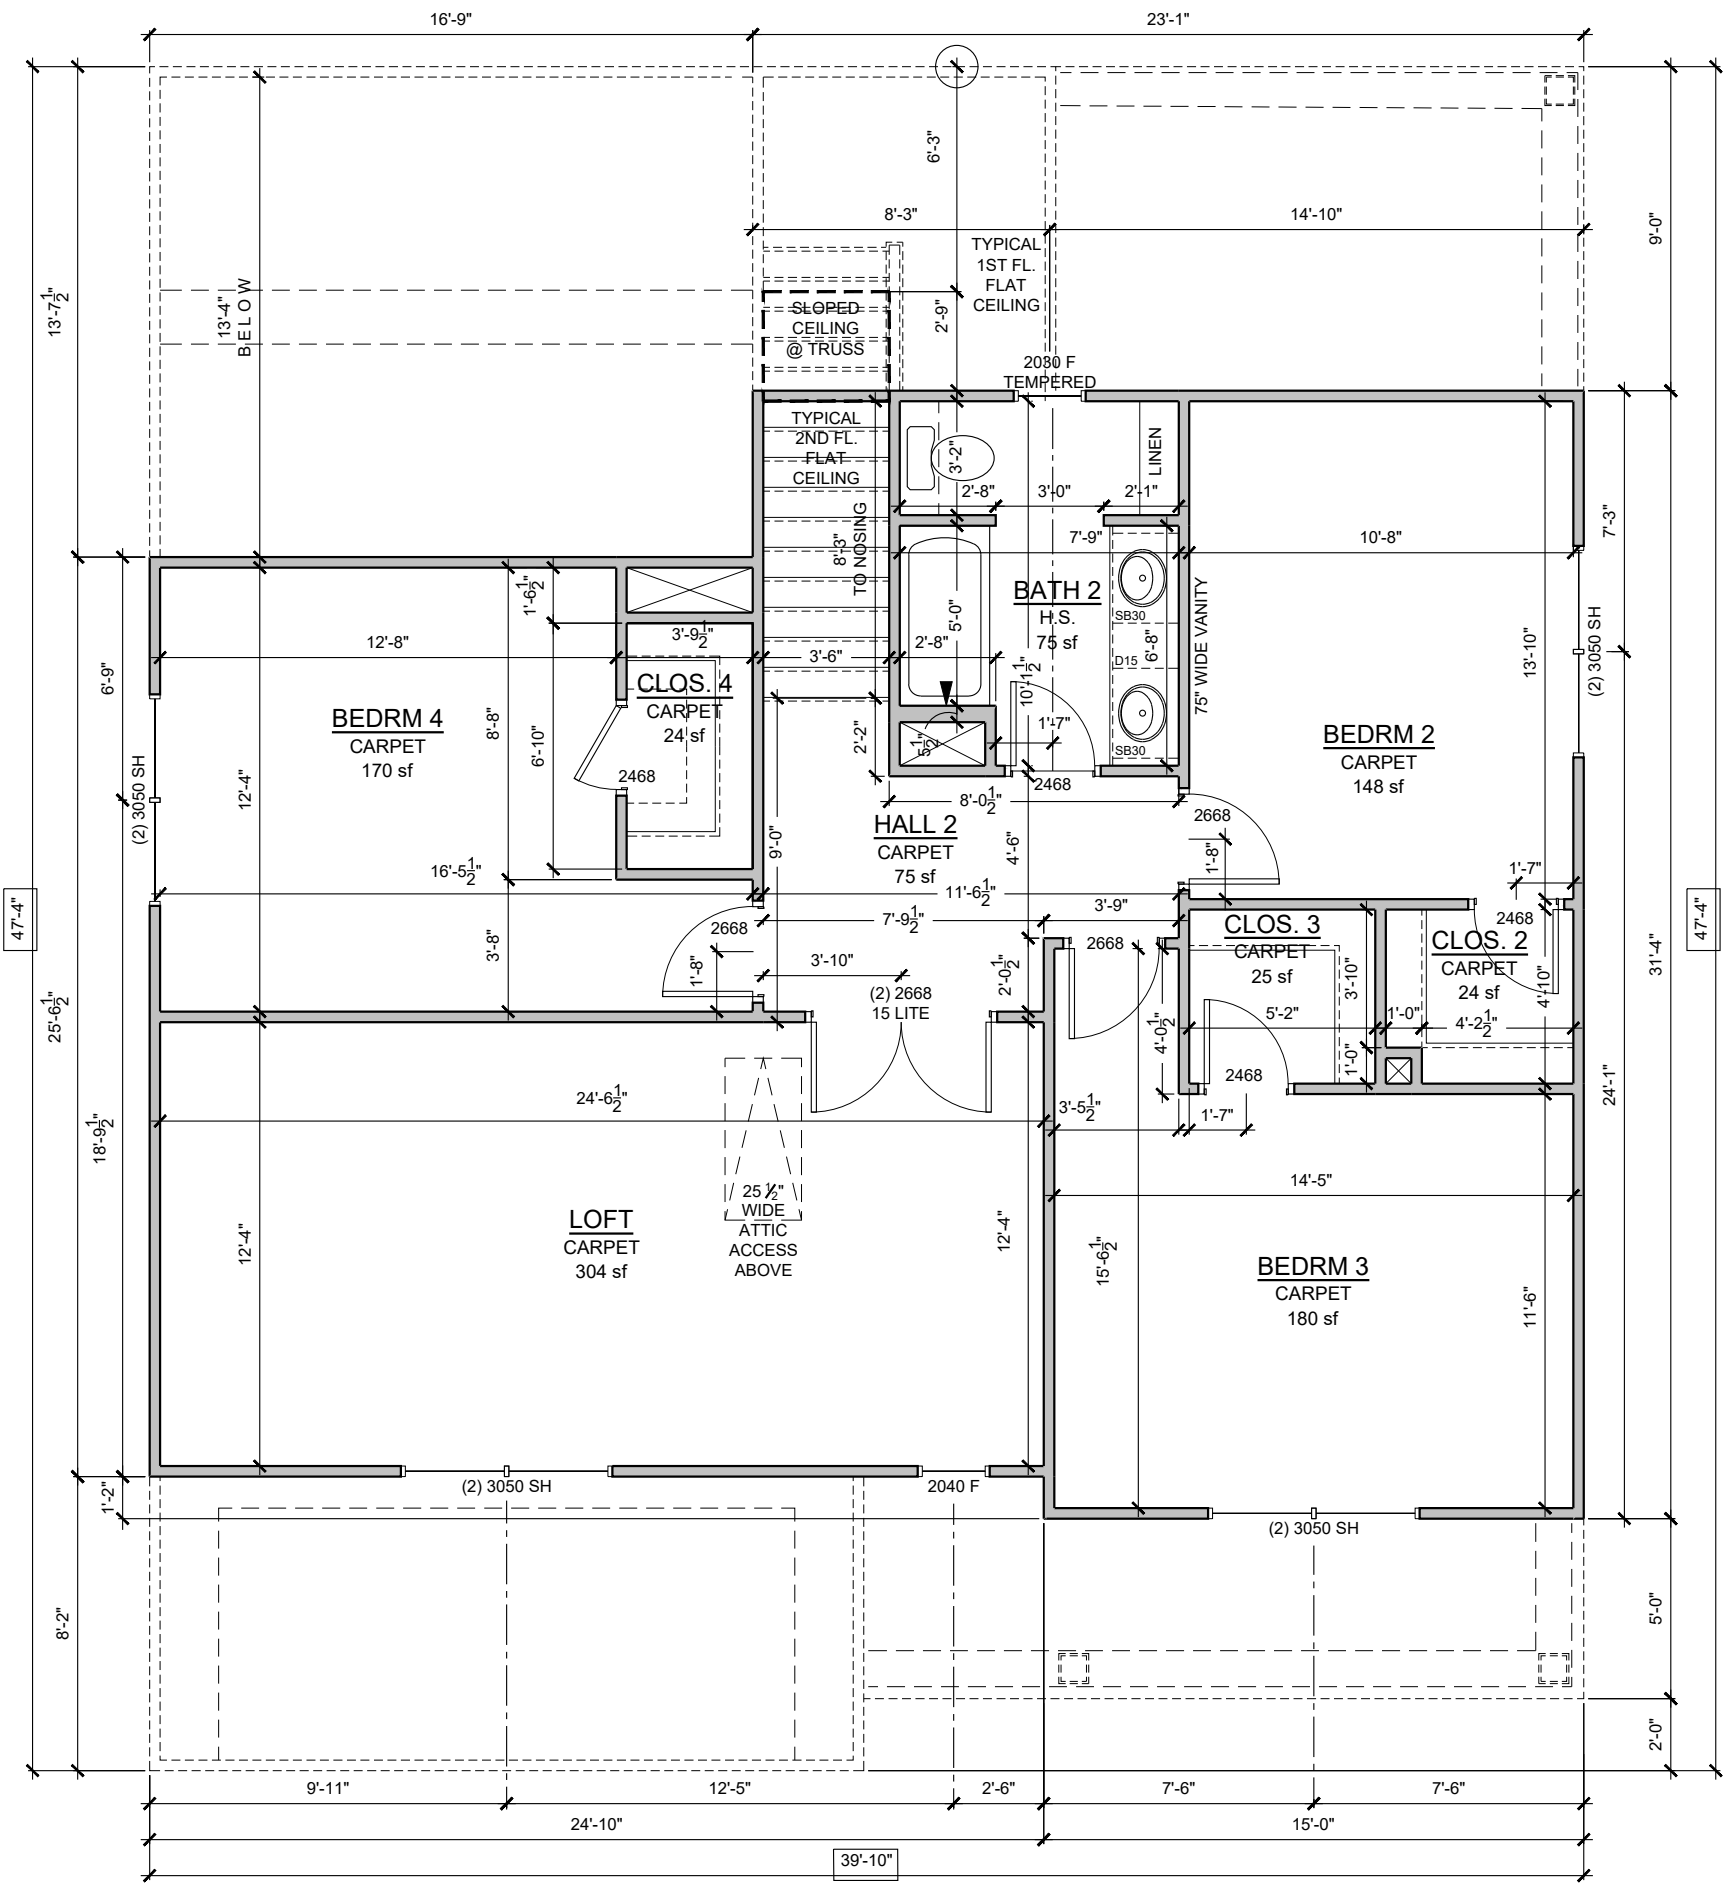 16'-9"
23'-1"
6'-3"
8'-3"
14'-10"
9'-0"
13'-7 1/2"
13'-4"
B E L O W
TYPICAL
1ST FL.
FLAT
CEILING
SLOPED
CEILING
@ TRUSS
2'-9"
2030 F
TEMPERED
TYPICAL
2ND FL.
FLAT
CEILING
8'-3"
TO NOSING
3'-2"
LINEN
2'-8"
3'-0"
2'-1"
7'-9"
10'-8"
7'-3"
BATH 2
H.S.
75 sf
5'-0"
2'-8"
10'-1 1/2"
SB30
D15
6'-8"
SB30
75" WIDE VANITY
13'-10"
(2) 3050 SH
1'-6 1/2"
12'-8"
3'-9 1/2"
3'-6"
6'-9"
CLOS. 4
CARPET
24 sf
BEDRM 4
CARPET
170 sf
8'-8"
6'-10"
2468
12'-4"
(2) 3050 SH
2'-2"
5 1/2"
1'-7"
2468
8'-0 1/2"
BEDRM 2
CARPET
148 sf
HALL 2
CARPET
75 sf
9'-0"
4'-6"
2668
1'-8"
1'-7"
16'-5 1/2"
11'-6 1/2"
7'-9 1/2"
3'-9"
47'-4"
47'-4"
2668
3'-8"
1'-8"
3'-10"
(2) 2668
15 LITE
2'-0 1/2"
2668
CLOS. 3
CARPET
25 sf
3'-10"
2468
CLOS. 2
CARPET
24 sf
4'-10"
31'-4"
25'-6 1/2"
4'-0 1/2"
5'-2"
1'-0"
4'-2 1/2"
1'-0"
2468
24'-1"
24'-6 1/2"
3'-5 1/2"
1'-7"
18'-9 1/2"
14'-5"
25 1/2"
WIDE
ATTIC
ACCESS
ABOVE
LOFT
CARPET
304 sf
12'-4"
12'-4"
15'-6 1/2"
BEDRM 3
CARPET
180 sf
11'-6"
(2) 3050 SH
2040 F
1'-2"
(2) 3050 SH
8'-2"
5'-0"
2'-0"
9'-11"
12'-5"
2'-6"
7'-6"
7'-6"
24'-10"
15'-0"
39'-10"